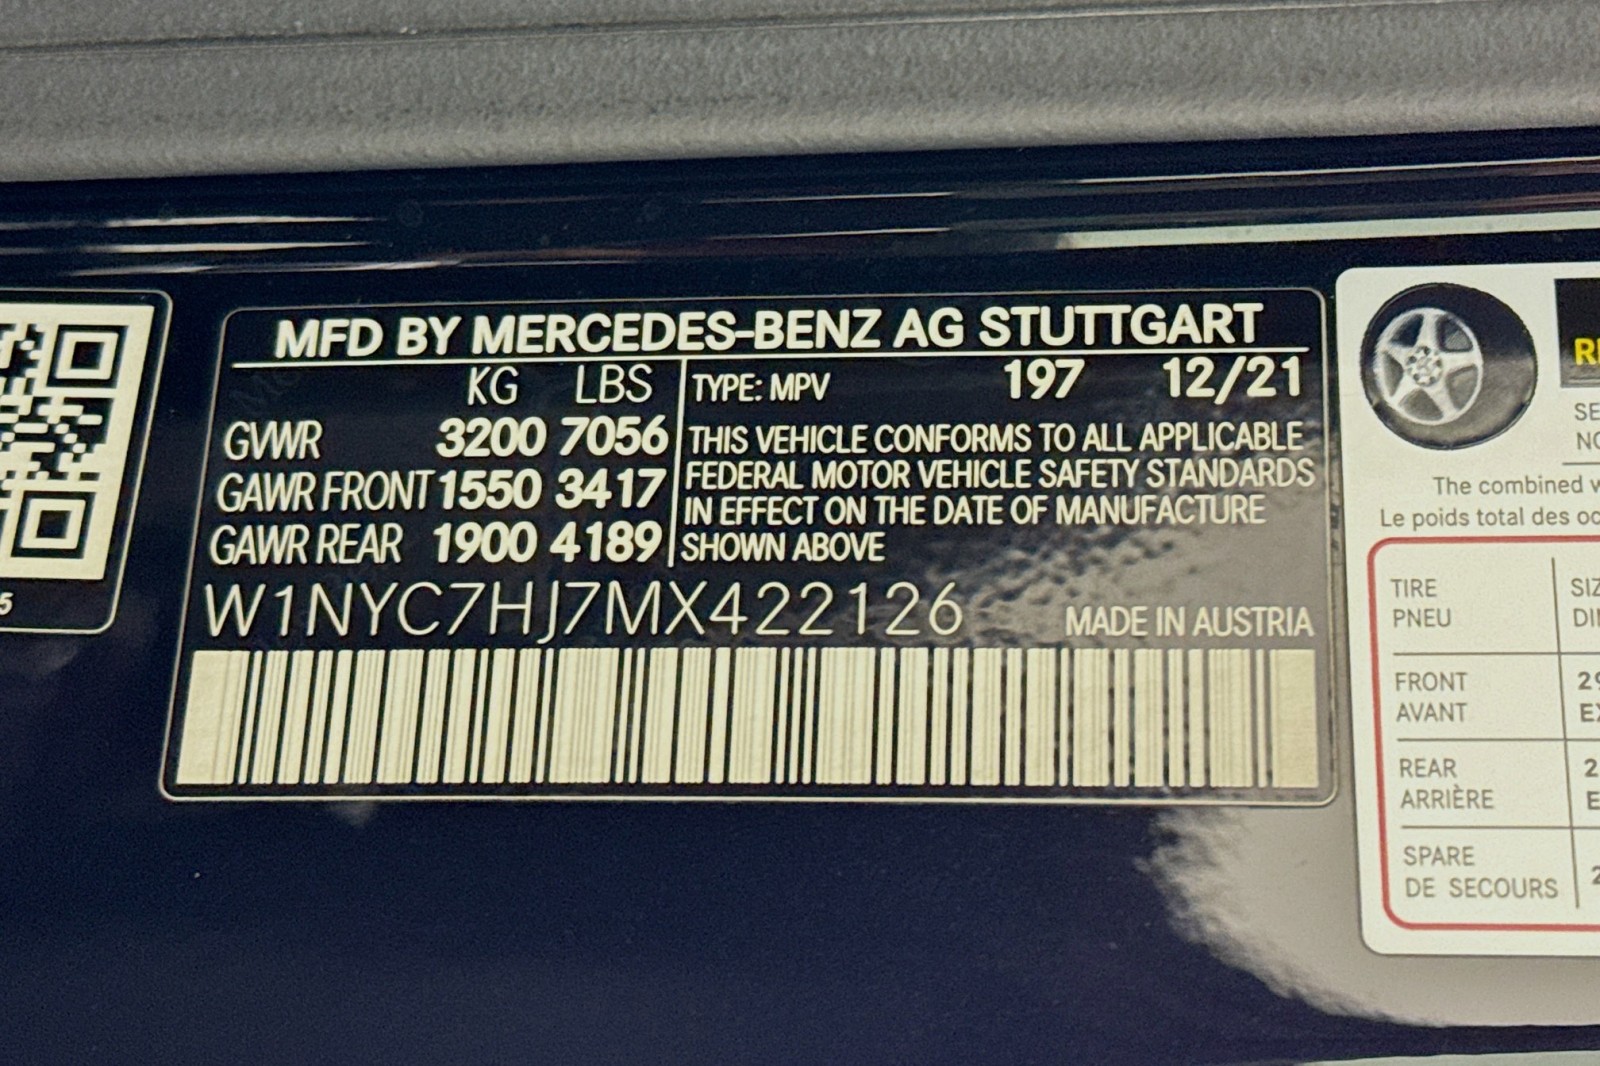 MFD BY MERCEDES-BENZ AG STUTTGART
KG LBS
GVWR 3200 7056
GAWR FRONT 1550 3417
GAWR REAR 1900 4189
TYPE: MPV 197 12/21
THIS VEHICLE CONFORMS TO ALL APPLICABLE
FEDERAL MOTOR VEHICLE SAFETY STANDARDS
IN EFFECT ON THE DATE OF MANUFACTURE
SHOWN ABOVE
W1NYC7HJ7MX422126 MADE IN AUSTRIA
5
The combined
Le poids total des
TIRE
PNEU
FRONT
AVANT
REAR
ARRIÈRE
SPARE
DE SECOURS